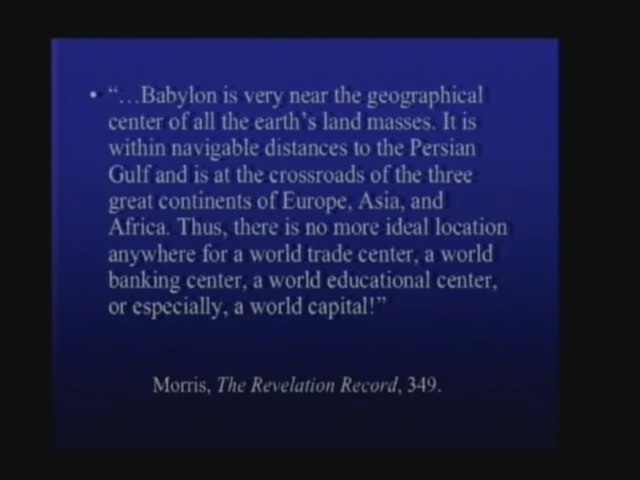 • “…Babylon is very near the geographical
center of all the earth’s land masses. It is
within navigable distances to the Persian
Gulf and is at the crossroads of the three
great continents of Europe, Asia, and
Africa. Thus, there is no more ideal location
anywhere for a world trade center, a world
banking center, a world educational center,
or especially, a world capital!”
Morris, The Revelation Record, 349.